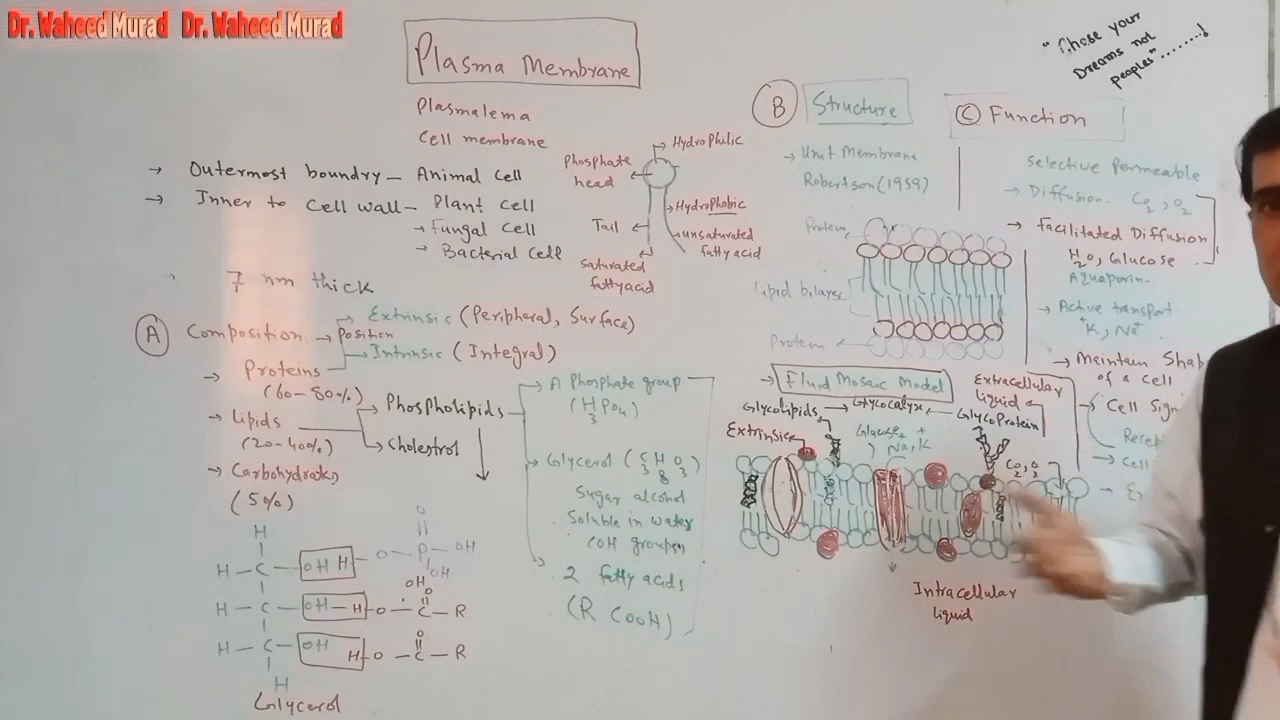 Dr. Waheed Murad Dr. Waheed Murad
"Chose your
Dreams not
peoples".......!
Plasma Membrane
Plasmalema
Cell membrane
→ Outermost boundry - Animal Cell
→ Inner to Cell wall - Plant Cell
→ Fungal Cell
→ Bacterial Cell
7 nm thick
Hydrophilic
Phosphate
head
Hydrophobic
Tail
unsaturated
fatty acid
saturated
fatty acid
(A) Composition → Position
Extrinsic (Peripheral, Surface)
Intrinsic (Integral)
→ Proteins
(60-80%)
→ Lipids
(20-40%)
Phospholipids
Cholestrol
→ Carbohydrates
(5%)
A Phosphate group
(H3PO4)
Glycerol (C3H8O3)
Sugar alcohol
Soluble in water
(OH groups)
2 fatty acids
(R COOH)
H
O
H - C - OH H - O - P - OH
OH
OH
O
H - C - OH - H - O - C - R
O
H - C - OH H - O - C - R
H
Glycerol
(B) Structure
→ Unit Membrane
Robertson (1959)
Protein
Lipid bilayer
Protein
→ Fluid Mosaic Model
Glycolipids → Glycocalyx ← GlycoProtein
Extracellular
liquid
Extrinsic
Glucose
Na+, K+
CO2, O2
Intracellular
liquid
(C) Function
Selective Permeable
→ Diffusion - CO2, O2
→ Facilitated Diffusion
H2O, Glucose
Aquaporin
→ Active transport
K+, Na+
→ Maintain
of a cell
Cell
→ Cell